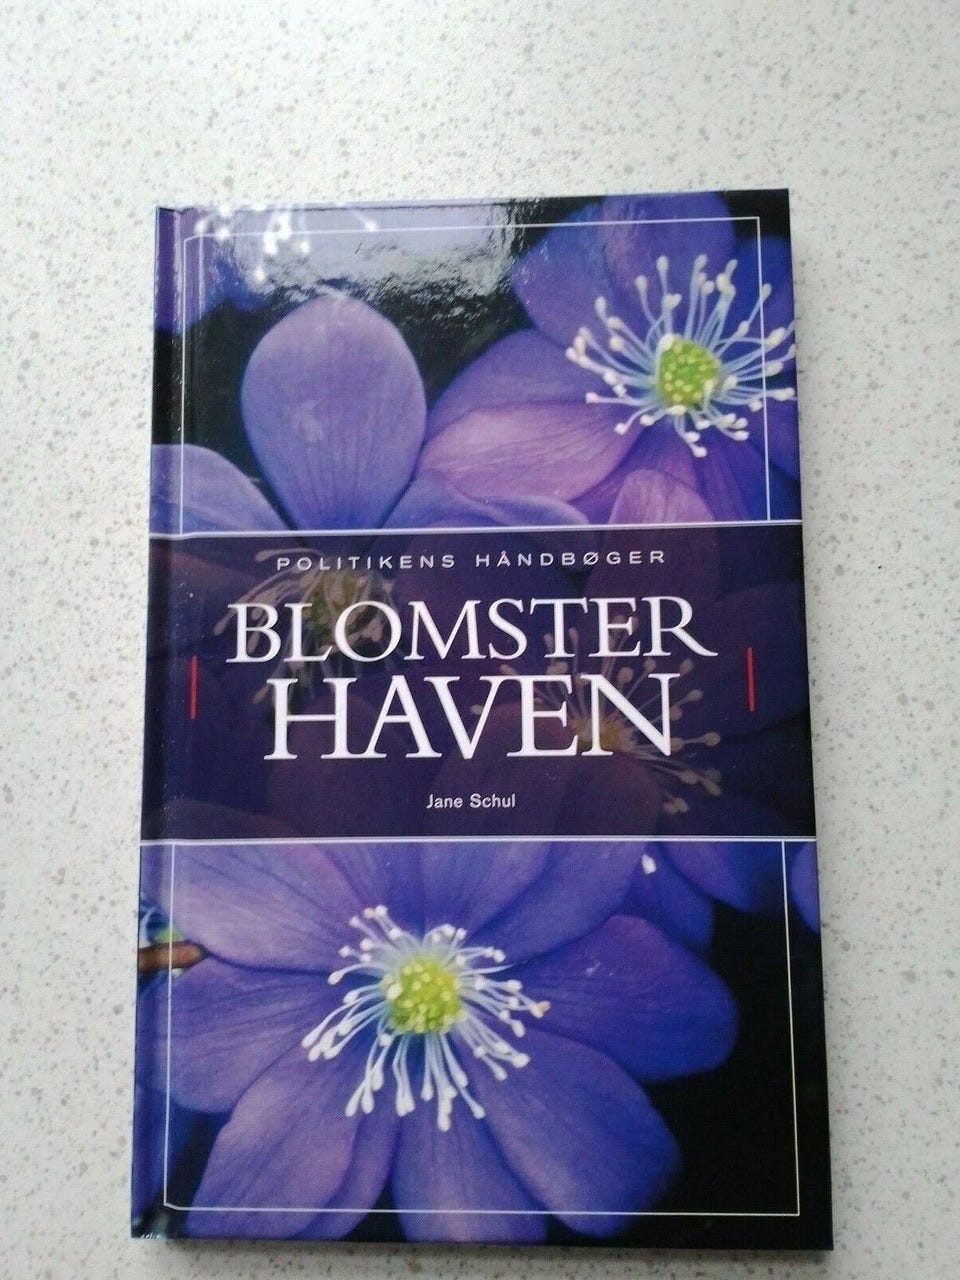 POLITIKENS HÅNDBØGER
BLOMSTER
HAVEN
Jane Schul